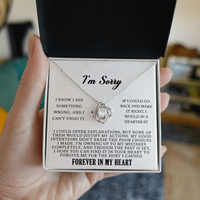 I'm Sorry
I KNOW I DID
SOMETHING
WRONG, AND I
CAN'T UNDO IT.
IF I COULD GO
BACK AND MAKE
IT RIGHT, I
WOULD IN A
HEARTBEAT.
I COULD OFFER EXPLANATIONS, BUT NONE OF
THEM WOULD JUSTIFY MY ACTIONS. MY GOOD
INTENTIONS DON'T ERASE THE POOR CHOICES
I MADE. I'M OWNING UP TO MY MISTAKES
COMPLETELY, AND THOUGH THE PAST IS SET,
I HOPE YOU CAN FIND IT IN YOUR HEART TO
FORGIVE ME FOR THE HURT I CAUSED.
FOREVER IN MY HEART